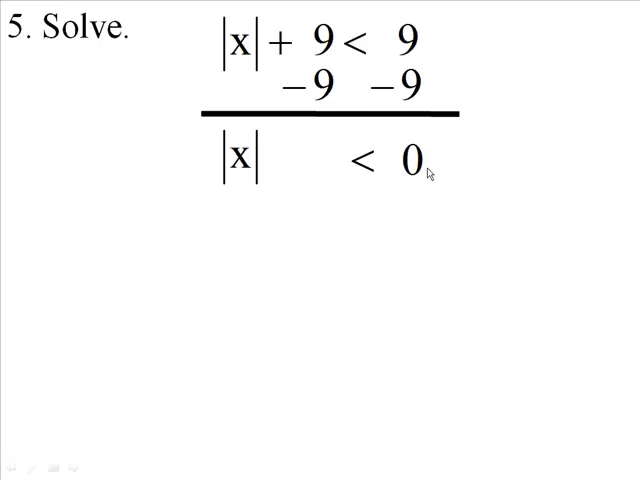 5. Solve.
|x| + 9 < 9
– 9 – 9
|x| < 0